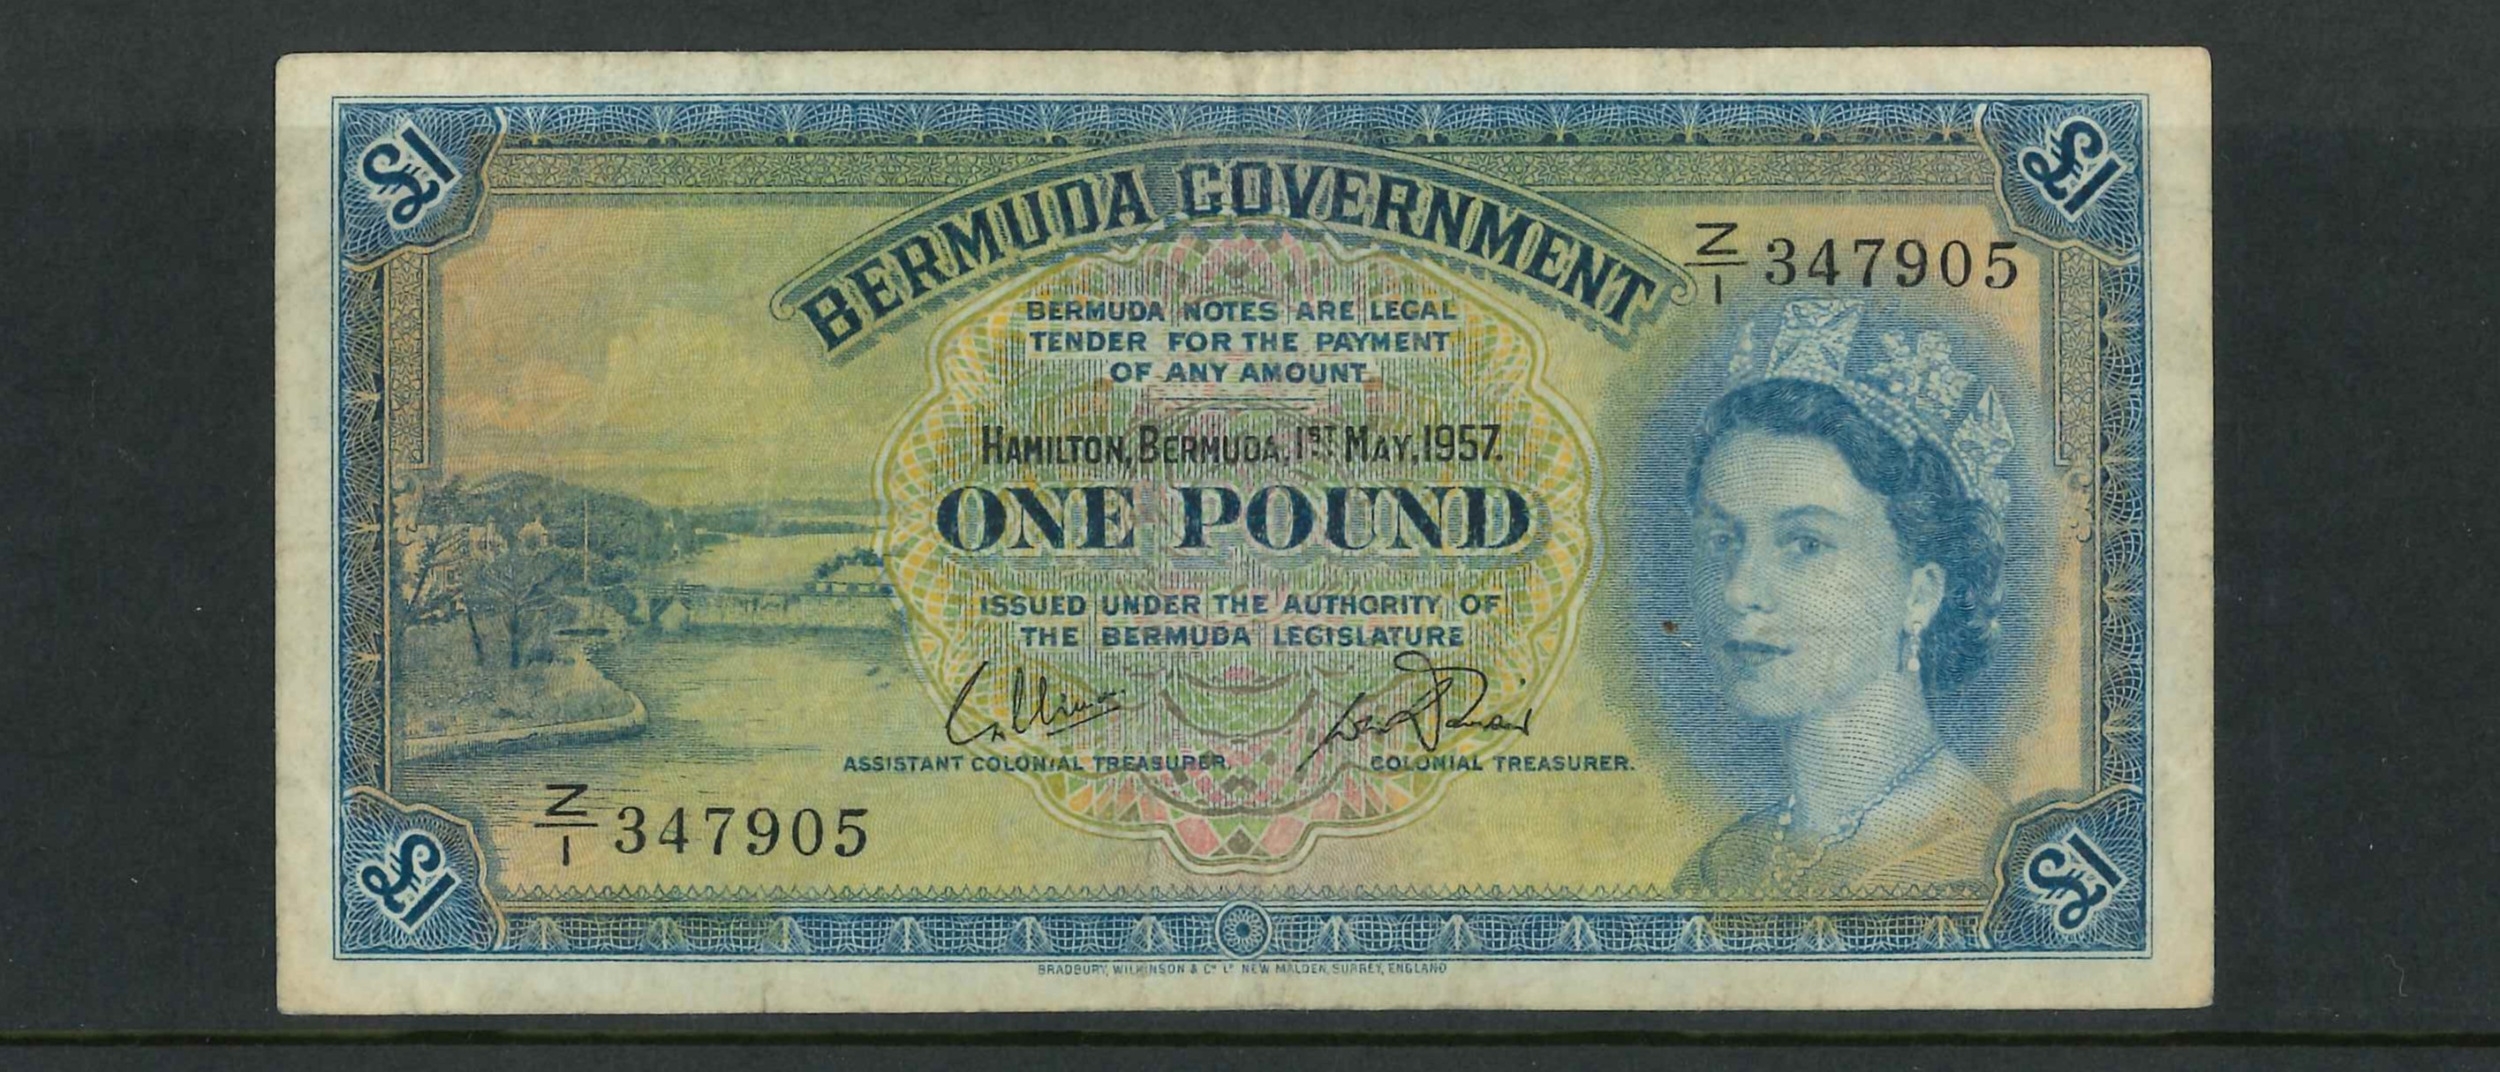 £1
£1
BERMUDA GOVERNMENT
Z/1 347905
BERMUDA NOTES ARE LEGAL
TENDER FOR THE PAYMENT
OF ANY AMOUNT
HAMILTON, BERMUDA, 1ST MAY, 1957.
ONE POUND
ISSUED UNDER THE AUTHORITY OF
THE BERMUDA LEGISLATURE
ASSISTANT COLONIAL TREASURER.
COLONIAL TREASURER.
Z/1 347905
£1
£1
BRADBURY, WILKINSON & Co Ld NEW MALDEN, SURREY, ENGLAND